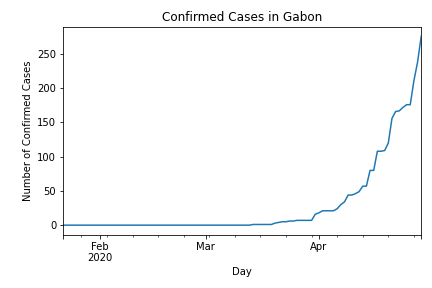 Confirmed Cases in Gabon
Number of Confirmed Cases
250
200
150
100
50
0
Feb
2020
Mar
Apr
Day